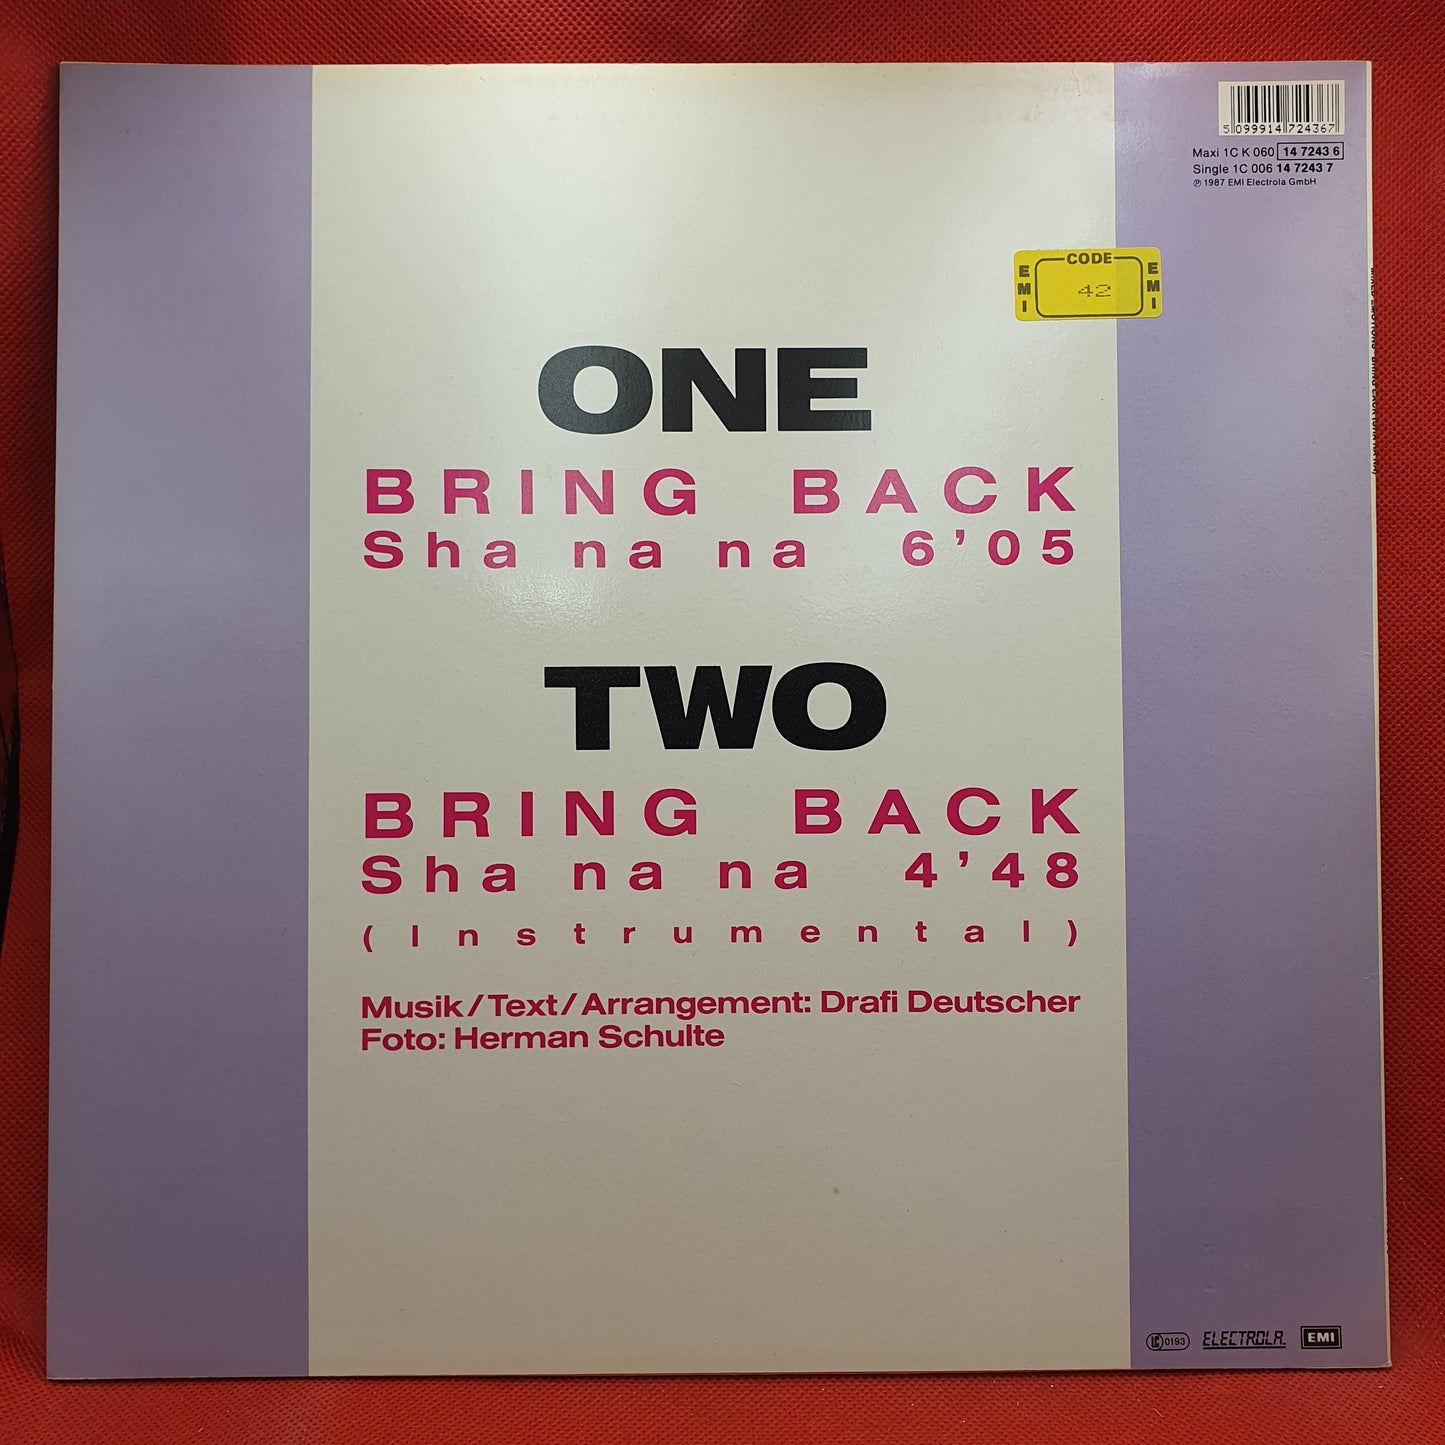 5 099914 724367
Maxi 1C K 060 14 7243 6
Single 1C 006 14 7243 7
℗ 1987 EMI Electrola GmbH
CODE
EMI
42
EMI
ONE
BRING BACK
Sha na na 6’05
TWO
BRING BACK
Sha na na 4’48
(Instrumental)
Musik/Text/Arrangement: Drafi Deutscher
Foto: Herman Schulte
LC 0193
ELECTROLA
EMI